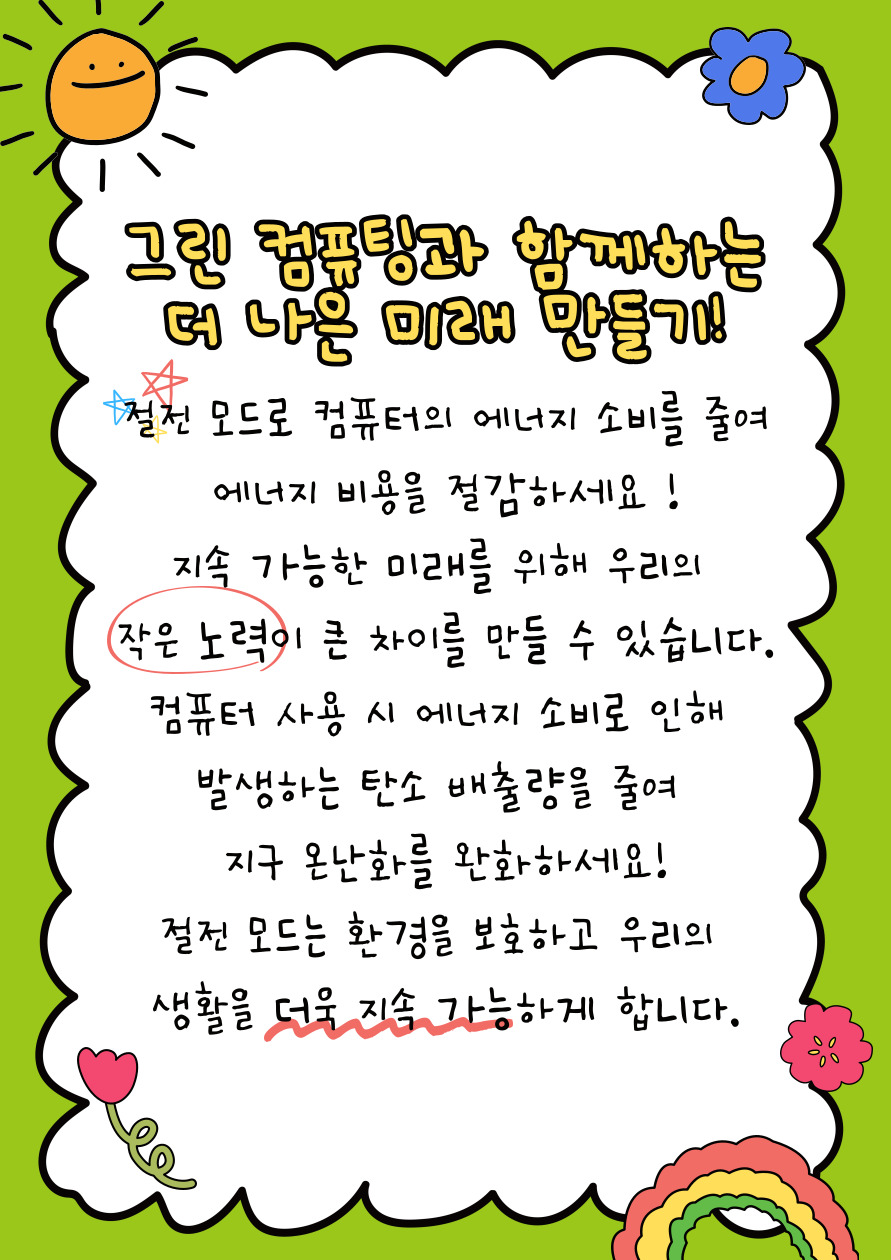 그린 컴퓨팅과 함께하는
더 나은 미래 만들기!
절전 모드로 컴퓨터의 에너지 소비를 줄여
에너지 비용을 절감하세요 !
지속 가능한 미래를 위해 우리의
작은 노력이 큰 차이를 만들 수 있습니다.
컴퓨터 사용 시 에너지 소비로 인해
발생하는 탄소 배출량을 줄여
지구 온난화를 완화하세요!
절전 모드는 환경을 보호하고 우리의
생활을 더욱 지속 가능하게 합니다.